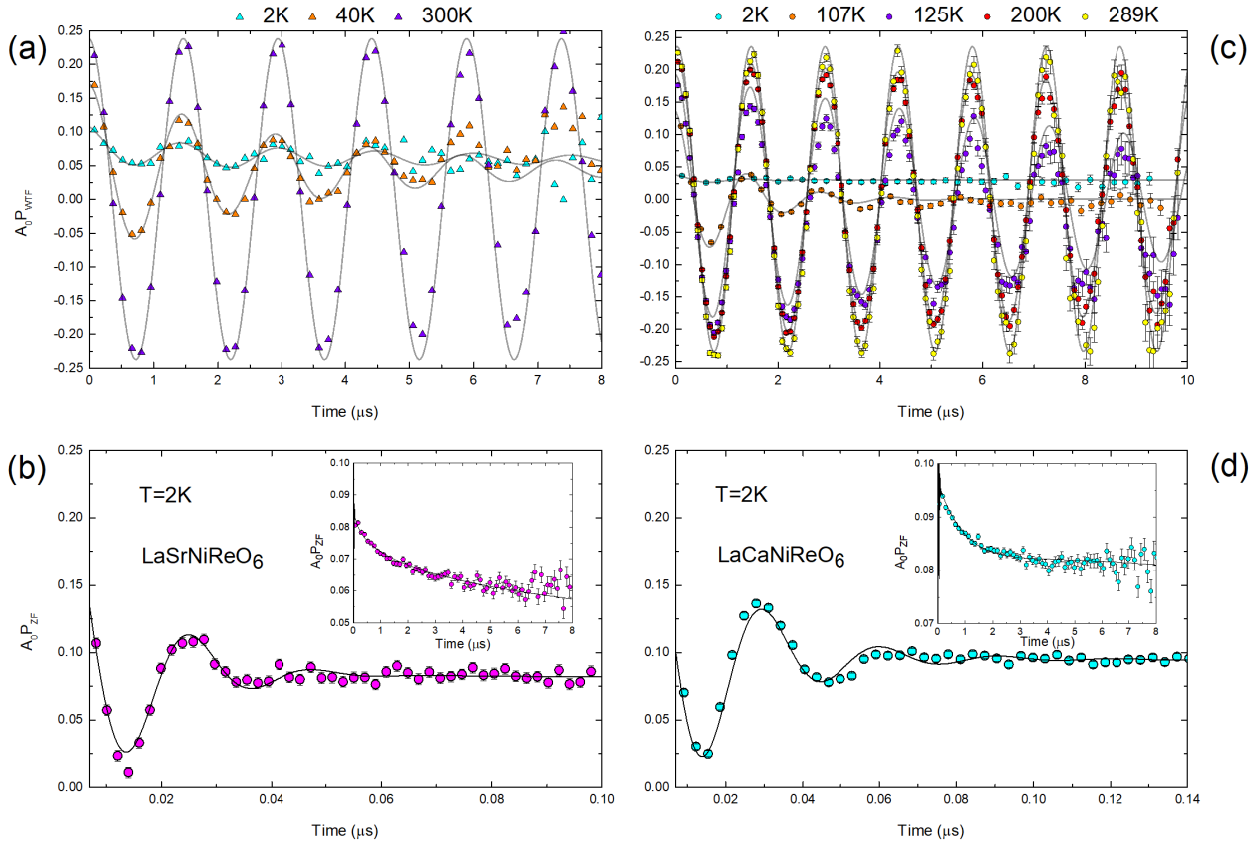 2K 40K 300K
2K 107K 125K 200K 289K
(a)
(c)
A0PWTF
0.25
0.20
0.15
0.10
0.05
0.00
-0.05
-0.10
-0.15
-0.20
-0.25
0 1 2 3 4 5 6 7 8
Time (μs)
0.25
0.20
0.15
0.10
0.05
0.00
-0.05
-0.10
-0.15
-0.20
-0.25
0 2 4 6 8 10
Time (μs)
(b)
A0PZF
0.25
0.20
0.15
0.10
0.05
0.00
T=2K
LaSrNiReO6
0.02 0.04 0.06 0.08 0.10
Time (μs)
A0PZF
0.10
0.09
0.08
0.07
0.06
0.05
0 1 2 3 4 5 6 7 8
Time (μs)
(d)
0.25
0.20
0.15
0.10
0.05
0.00
T=2K
LaCaNiReO6
0.02 0.04 0.06 0.08 0.10 0.12 0.14
Time (μs)
A0PZF
0.10
0.09
0.08
0.07
0 1 2 3 4 5 6 7 8
Time (μs)